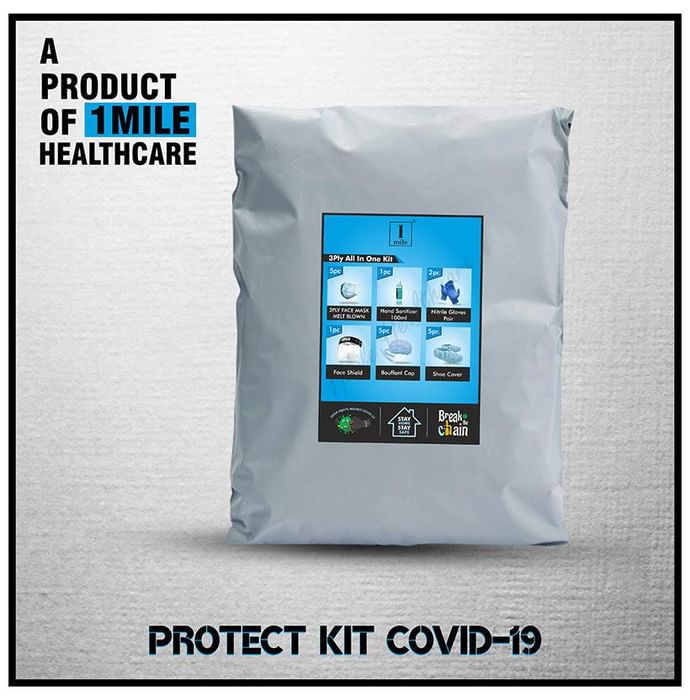 A
PRODUCT
OF 1MILE
HEALTHCARE
1
mile
3Ply All In One Kit
5pc
1pc
2pr.
3PLY FACE MASK
MELT BLOWN
Hand Sanitizer
100ml
Nitrile Gloves
Pair
1pc
5pc
5pr.
Face Shield
Bouffant Cap
Shoe Cover
STAY
HOME
STAY
SAFE
Break
the
chain
PROTECT KIT COVID-19